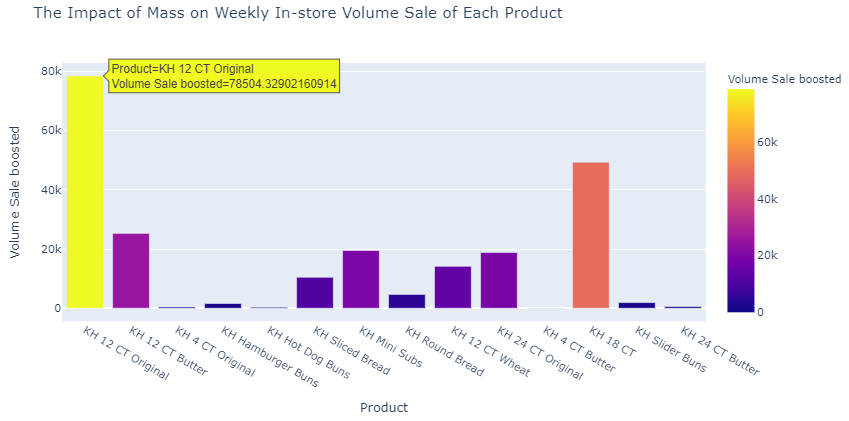 The Impact of Mass on Weekly In-store Volume Sale of Each Product
Product=KH 12 CT Original
Volume Sale boosted=78504.32902160914
Volume Sale boosted
80k
60k
40k
20k
0
Volume Sale boosted
60k
40k
20k
0
KH 12 CT Original
KH 12 CT Butter
KH 4 CT Original
KH Hamburger Buns
KH Hot Dog Buns
KH Sliced Bread
KH Mini Subs
KH Round Bread
KH 12 CT Wheat
KH 24 CT Original
KH 4 CT Butter
KH 18 CT
KH Slider Buns
KH 24 CT Butter
Product